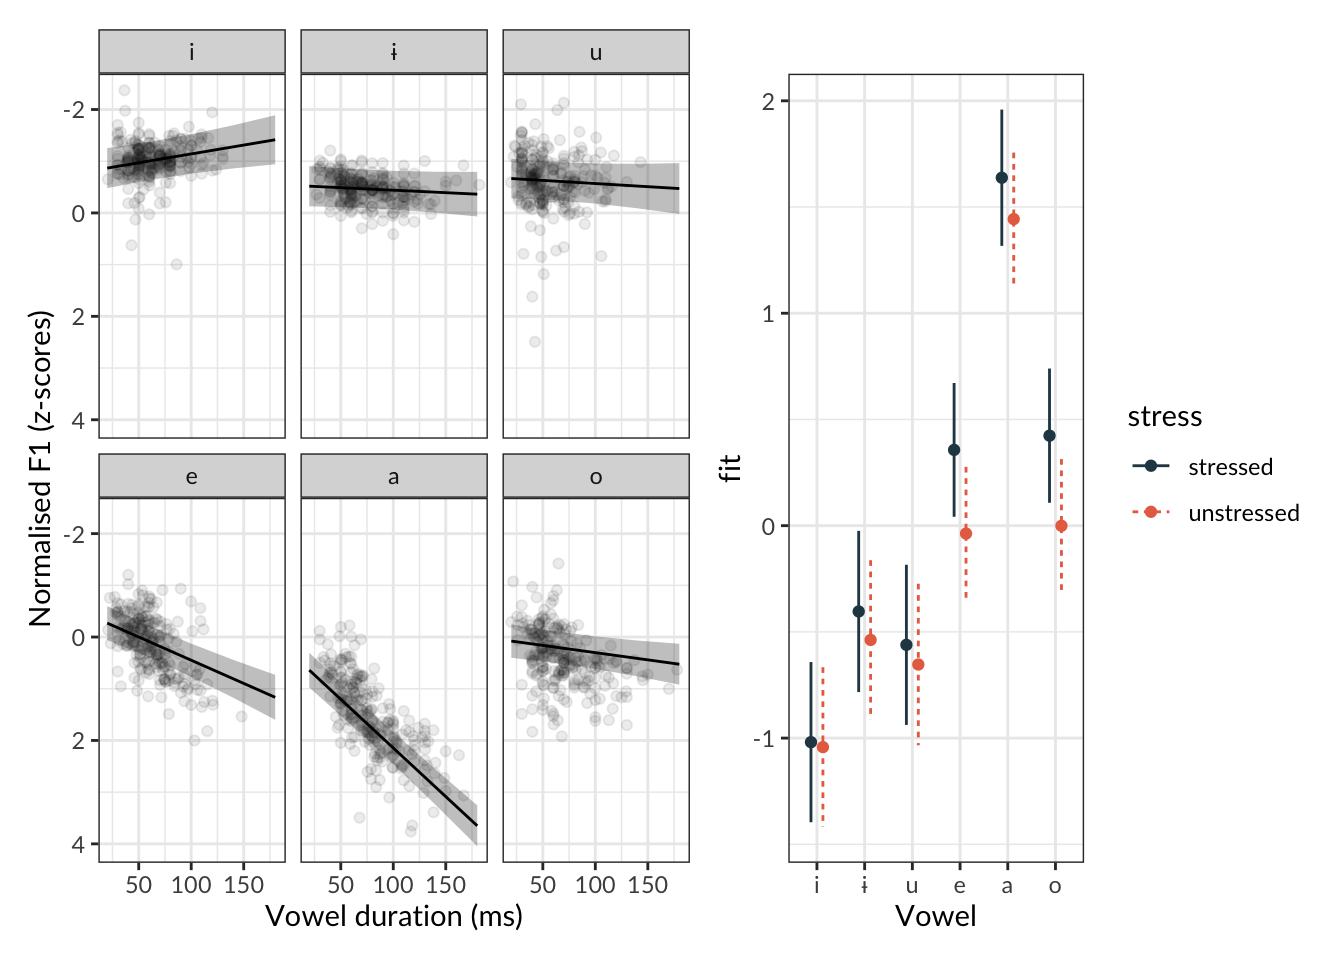 i ɨ u
-2
0
2
4
e a o
-2
0
2
4
50 100 150 50 100 150 50 100 150
Vowel duration (ms)
Normalised F1 (z-scores)
2
1
0
-1
fit
i ɨ u e a o
Vowel
stress
stressed
unstressed